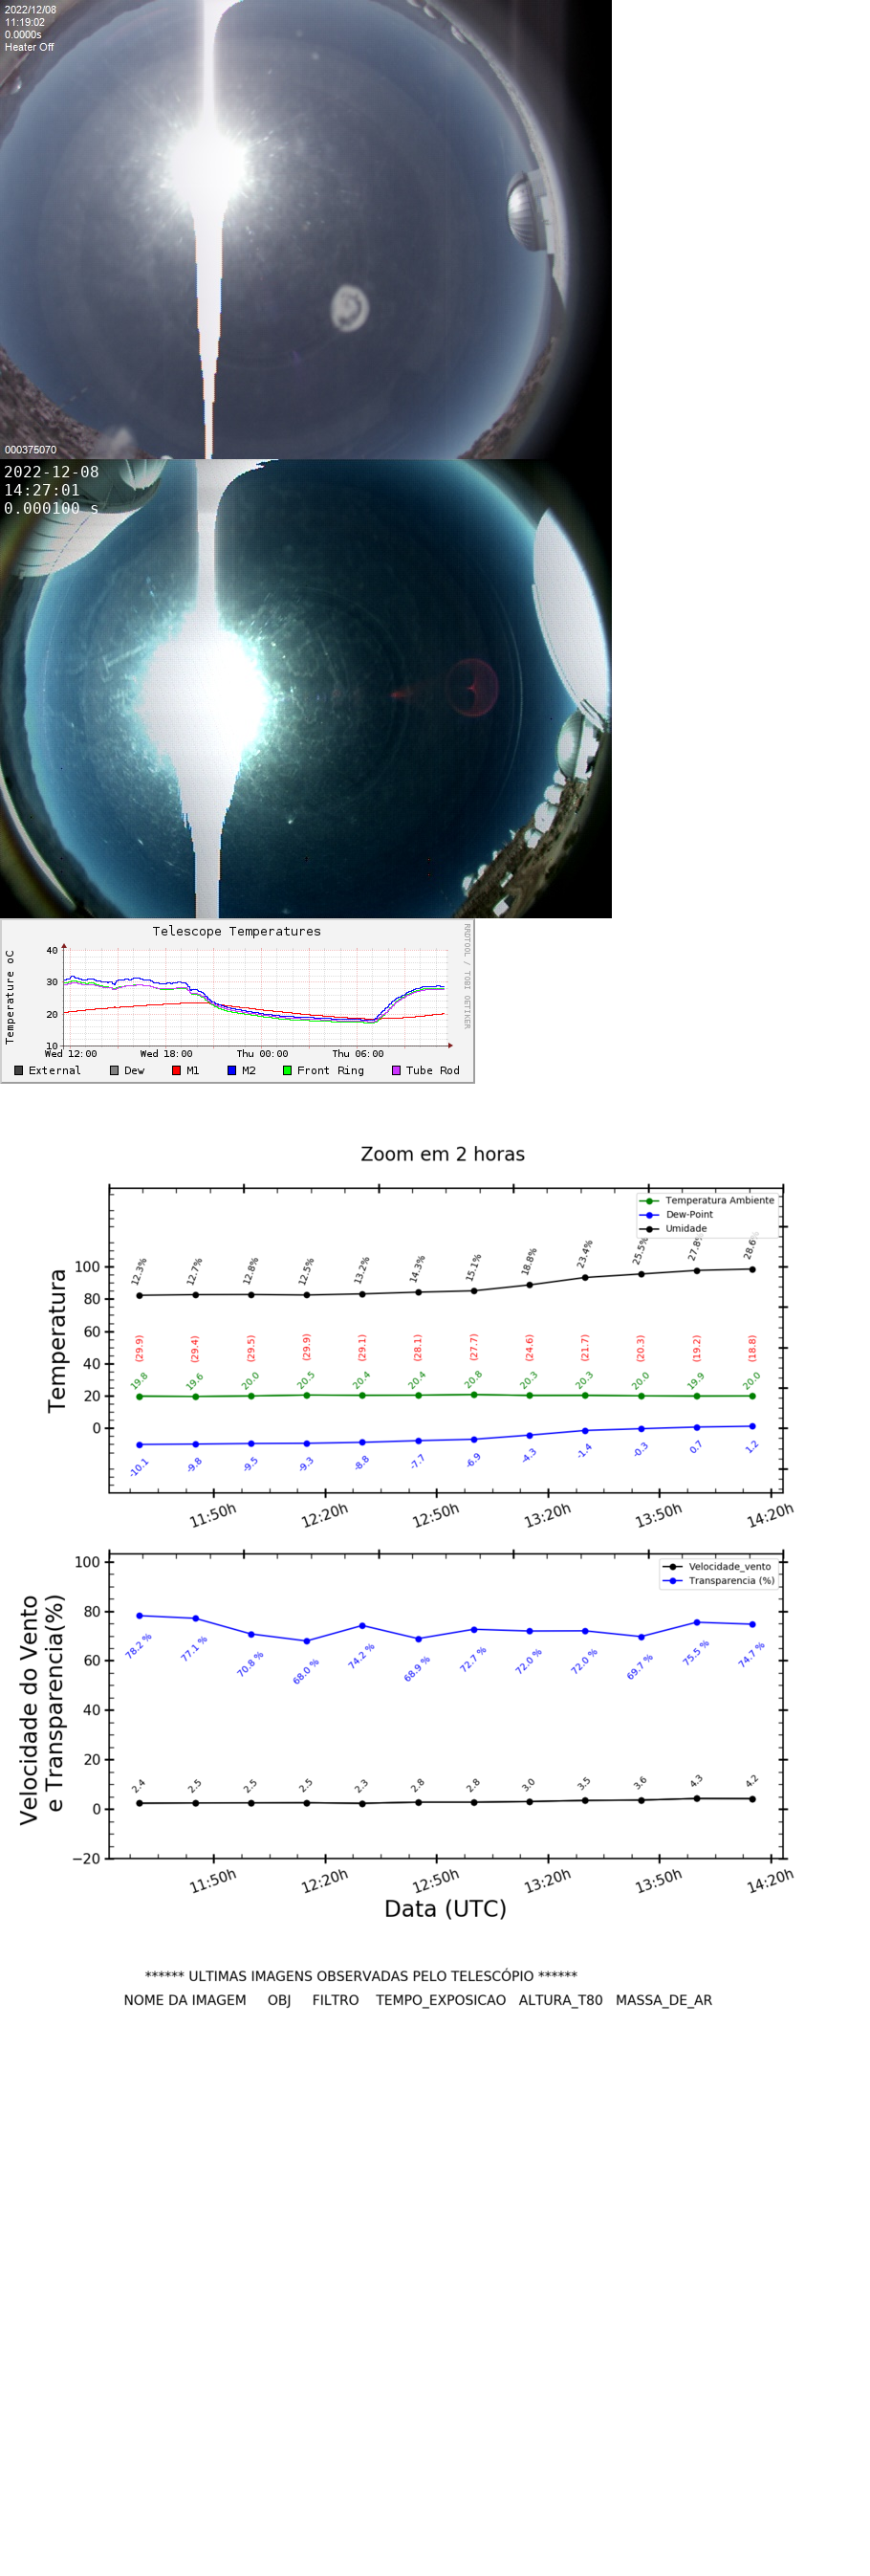 2022/12/08
11:19:02
0.0000s
Heater Off
000375070
2022-12-08
14:27:01
0.000100 s
Telescope Temperatures
RRDTOOL / TOBI OETIKER
Temperature oC
40
30
20
10
Wed 12:00 Wed 18:00 Thu 00:00 Thu 06:00
External Dew M1 M2 Front Ring Tube Rod
Zoom em 2 horas
Temperatura Ambiente
Dew-Point
Umidade
Temperatura
100
80
60
40
20
0
12.3% 12.7% 12.8% 12.5% 13.2% 14.3% 15.1% 18.8% 23.4% 25.5% 27.8% 28.6%
(29.9) (29.4) (29.5) (29.9) (29.1) (28.1) (27.7) (24.6) (21.7) (20.3) (19.2) (18.8)
19.8 19.6 20.0 20.5 20.4 20.4 20.8 20.3 20.3 20.0 19.9 20.0
-10.1 -9.8 -9.5 -9.3 -8.8 -7.7 -6.9 -4.3 -1.4 -0.3 0.7 1.2
11:50h 12:20h 12:50h 13:20h 13:50h 14:20h
Velocidade_vento
Transparencia (%)
Velocidade do Vento
e Transparencia(%)
100
80
60
40
20
0
−20
78.2 % 77.1 % 70.8 % 68.0 % 74.2 % 68.9 % 72.7 % 72.0 % 72.0 % 69.7 % 75.5 % 74.7 %
2.4 2.5 2.5 2.5 2.3 2.8 2.8 3.0 3.5 3.6 4.3 4.2
11:50h 12:20h 12:50h 13:20h 13:50h 14:20h
Data (UTC)
****** ULTIMAS IMAGENS OBSERVADAS PELO TELESCÓPIO ******
NOME DA IMAGEM OBJ FILTRO TEMPO_EXPOSICAO ALTURA_T80 MASSA_DE_AR